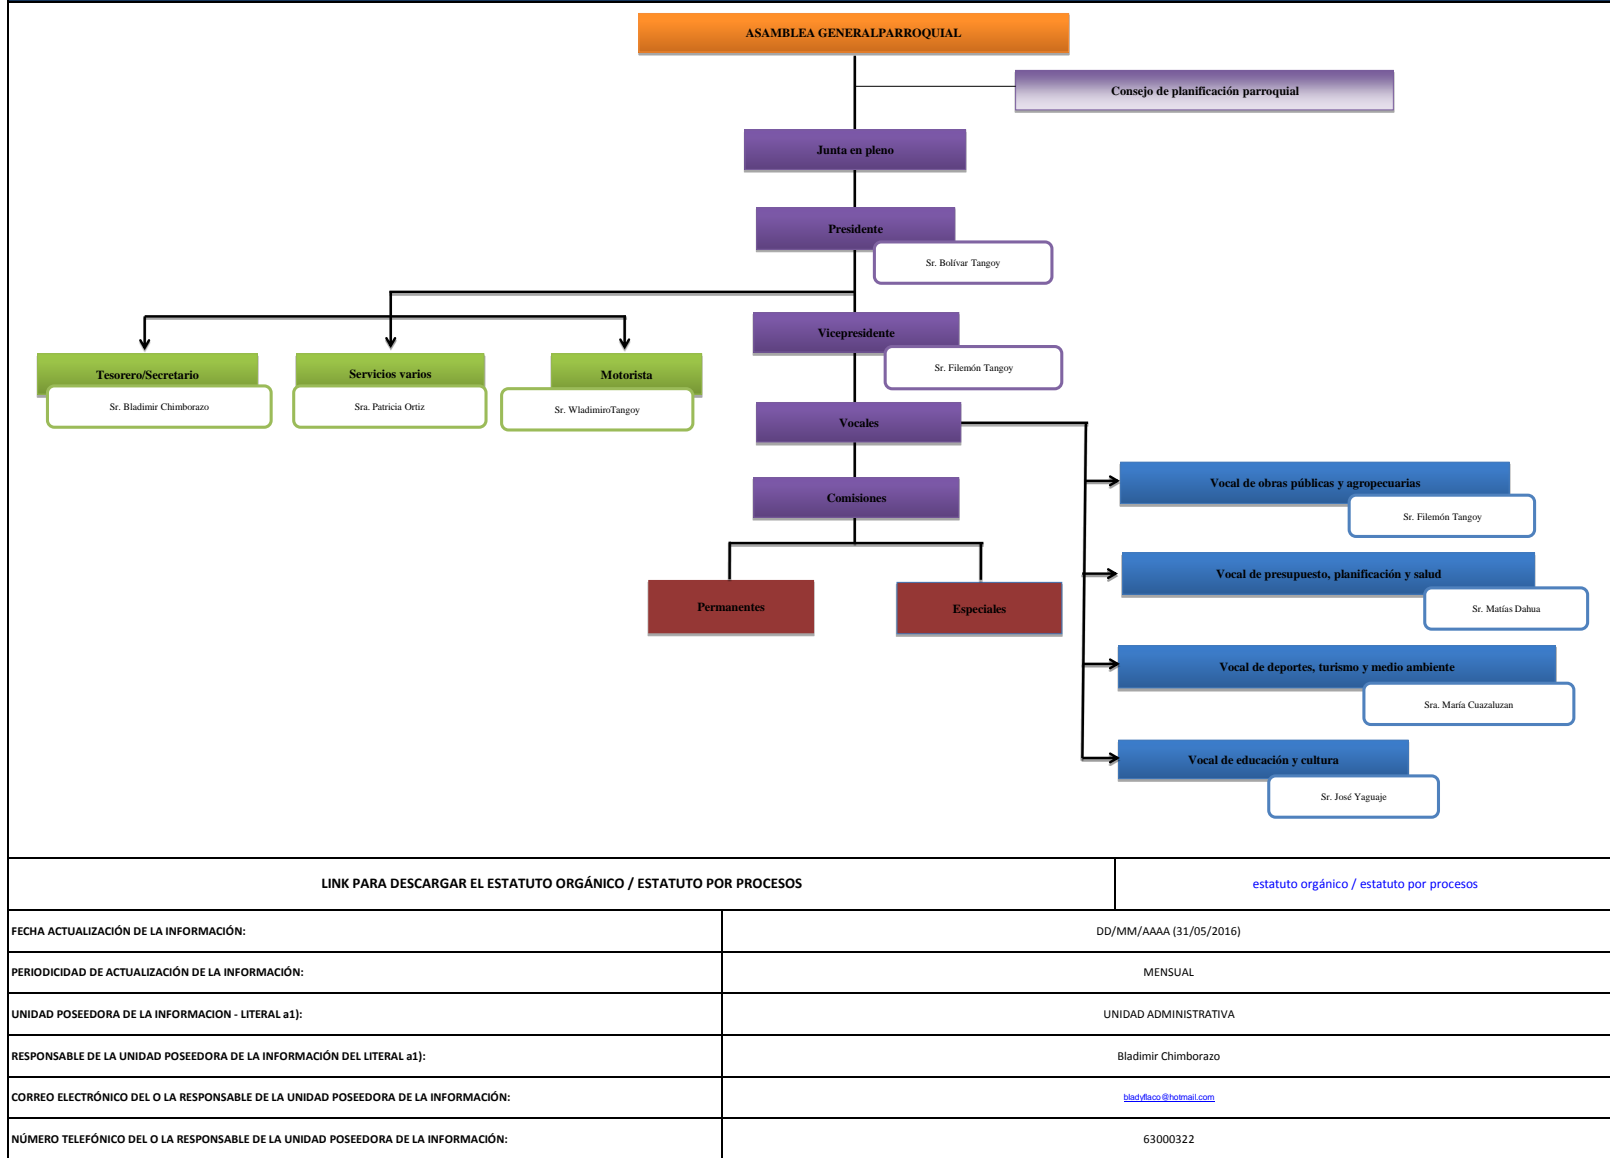 ASAMBLEA GENERALPARROQUIAL
Consejo de planificación parroquial
Junta en pleno
Presidente
Sr. Bolívar Tangoy
Vicepresidente
Sr. Filemón Tangoy
Tesorero/Secretario
Sr. Bladimir Chimborazo
Servicios varios
Sra. Patricia Ortiz
Motorista
Sr. WladimiroTangoy
Vocales
Comisiones
Permanentes
Especiales
Vocal de obras públicas y agropecuarias
Sr. Filemón Tangoy
Vocal de presupuesto, planificación y salud
Sr. Matías Dahua
Vocal de deportes, turismo y medio ambiente
Sra. María Cuazaluzan
Vocal de educación y cultura
Sr. José Yaguaje
LINK PARA DESCARGAR EL ESTATUTO ORGÁNICO / ESTATUTO POR PROCESOS
estatuto orgánico / estatuto por procesos
FECHA ACTUALIZACIÓN DE LA INFORMACIÓN:
DD/MM/AAAA (31/05/2016)
PERIODICIDAD DE ACTUALIZACIÓN DE LA INFORMACIÓN:
MENSUAL
UNIDAD POSEEDORA DE LA INFORMACION - LITERAL a1):
UNIDAD ADMINISTRATIVA
RESPONSABLE DE LA UNIDAD POSEEDORA DE LA INFORMACIÓN DEL LITERAL a1):
Bladimir Chimborazo
CORREO ELECTRÓNICO DEL O LA RESPONSABLE DE LA UNIDAD POSEEDORA DE LA INFORMACIÓN:
bladyflaco@hotmail.com
NÚMERO TELEFÓNICO DEL O LA RESPONSABLE DE LA UNIDAD POSEEDORA DE LA INFORMACIÓN:
63000322